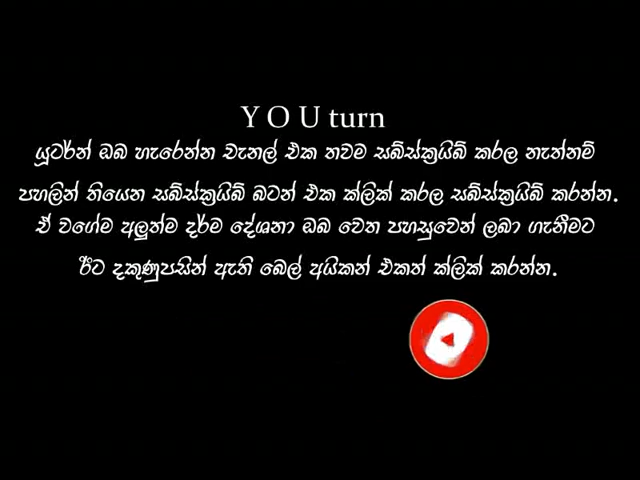 Y O U turn
යූටර්න් ඔබ හැරෙන්න චැනල් එක තවම සබ්ස්ක්‍රයිබ් කරල නැත්නම්
පහලින් තියෙන සබ්ස්ක්‍රයිබ් බටන් එක ක්ලික් කරල සබ්ස්ක්‍රයිබ් කරන්න.
ඒ වගේම අලුත්ම දර්ම දේශනා ඔබ වෙත පහසුවෙන් ලබා ගැනීමට
ඊට දකුණුපසින් ඇති බෙල් අයිකන් එකත් ක්ලික් කරන්න.